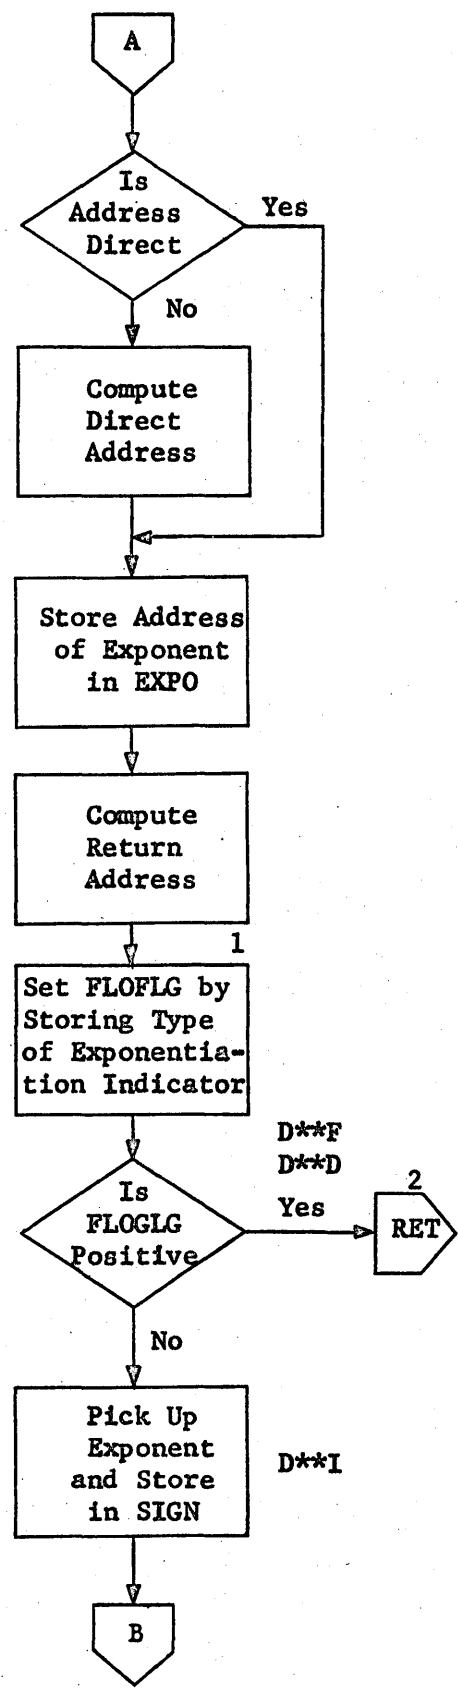 A
Is
Address
Direct
Yes
No
Compute
Direct
Address
Store Address
of Exponent
in EXPO
Compute
Return
Address
1
Set FLOFLG by
Storing Type
of Exponentia-
tion Indicator
D**F
D**D
Is
FLOGLG
Positive
Yes
2
RET
No
Pick Up
Exponent
and Store
in SIGN
D**I
B